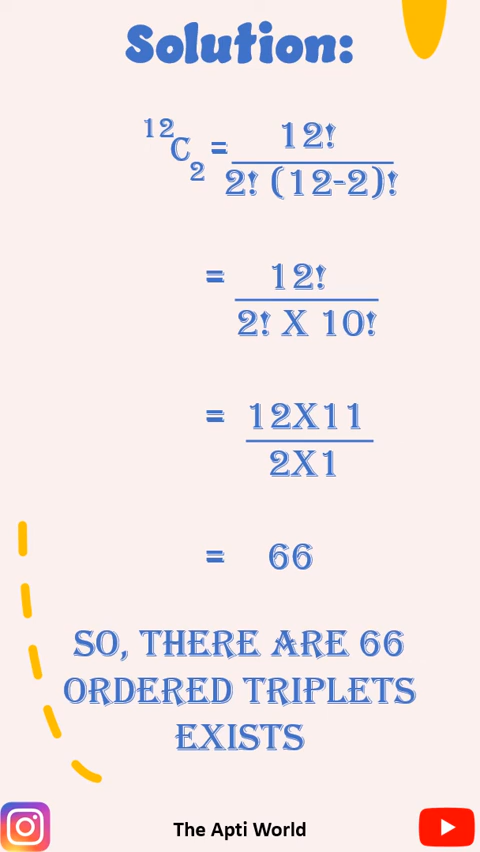 Solution:
12C2 = 12!
2! (12-2)!
= 12!
2! X 10!
= 12X11
2X1
= 66
SO, THERE ARE 66
ORDERED TRIPLETS
EXISTS
The Apti World